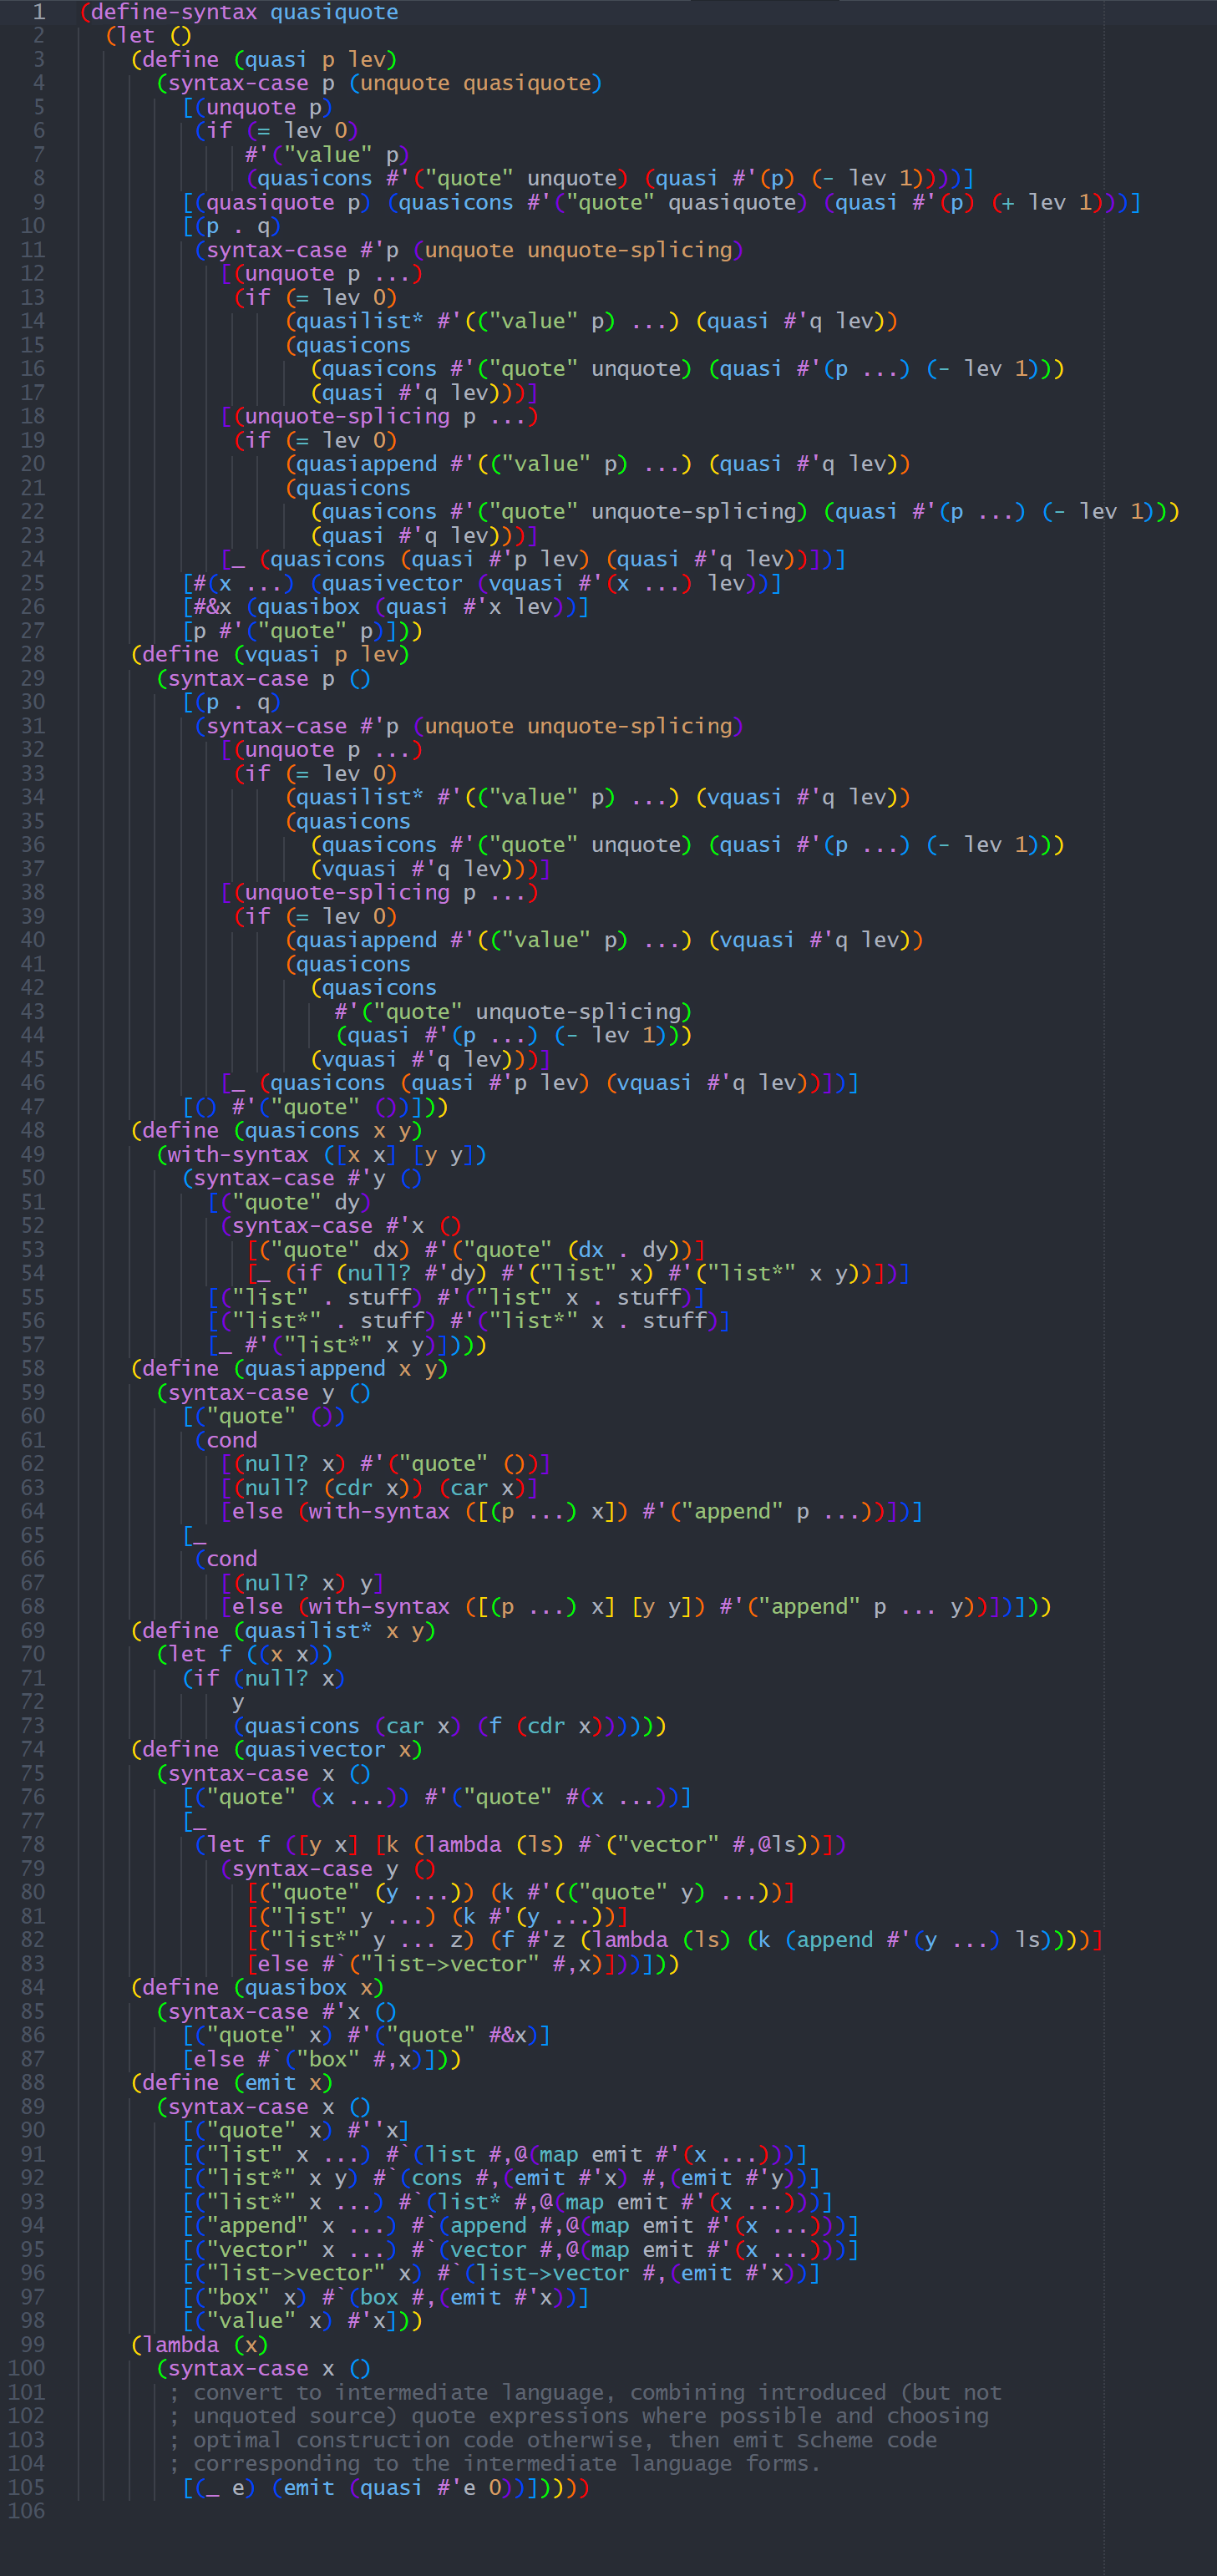 1 (define-syntax quasiquote
2   (let ()
3     (define (quasi p lev)
4       (syntax-case p (unquote quasiquote)
5         [(unquote p)
6          (if (= lev 0)
7              #'("value" p)
8              (quasicons #'("quote" unquote) (quasi #'(p) (- lev 1))))]
9         [(quasiquote p) (quasicons #'("quote" quasiquote) (quasi #'(p) (+ lev 1)))]
10         [(p . q)
11          (syntax-case #'p (unquote unquote-splicing)
12            [(unquote p ...)
13             (if (= lev 0)
14                 (quasilist* #'(("value" p) ...) (quasi #'q lev))
15                 (quasicons
16                   (quasicons #'("quote" unquote) (quasi #'(p ...) (- lev 1)))
17                   (quasi #'q lev)))]
18            [(unquote-splicing p ...)
19             (if (= lev 0)
20                 (quasiappend #'(("value" p) ...) (quasi #'q lev))
21                 (quasicons
22                   (quasicons #'("quote" unquote-splicing) (quasi #'(p ...) (- lev 1)))
23                   (quasi #'q lev)))]
24            [_ (quasicons (quasi #'p lev) (quasi #'q lev))])]
25         [#(x ...) (quasivector (vquasi #'(x ...) lev))]
26         [#&x (quasibox (quasi #'x lev))]
27         [p #'("quote" p)]))
28     (define (vquasi p lev)
29       (syntax-case p ()
30         [(p . q)
31          (syntax-case #'p (unquote unquote-splicing)
32            [(unquote p ...)
33             (if (= lev 0)
34                 (quasilist* #'(("value" p) ...) (vquasi #'q lev))
35                 (quasicons
36                   (quasicons #'("quote" unquote) (quasi #'(p ...) (- lev 1)))
37                   (vquasi #'q lev)))]
38            [(unquote-splicing p ...)
39             (if (= lev 0)
40                 (quasiappend #'(("value" p) ...) (vquasi #'q lev))
41                 (quasicons
42                   (quasicons
43                     #'("quote" unquote-splicing)
44                     (quasi #'(p ...) (- lev 1)))
45                   (vquasi #'q lev)))]
46            [_ (quasicons (quasi #'p lev) (vquasi #'q lev))])]
47         [() #'("quote" ())]))
48     (define (quasicons x y)
49       (with-syntax ([x x] [y y])
50         (syntax-case #'y ()
51           [("quote" dy)
52            (syntax-case #'x ()
53              [("quote" dx) #'("quote" (dx . dy))]
54              [_ (if (null? #'dy) #'("list" x) #'("list*" x y))])]
55           [("list" . stuff) #'("list" x . stuff)]
56           [("list*" . stuff) #'("list*" x . stuff)]
57           [_ #'("list*" x y)])))
58     (define (quasiappend x y)
59       (syntax-case y ()
60         [("quote" ())
61          (cond
62            [(null? x) #'("quote" ())]
63            [(null? (cdr x)) (car x)]
64            [else (with-syntax ([(p ...) x]) #'("append" p ...))])]
65         [_
66          (cond
67            [(null? x) y]
68            [else (with-syntax ([(p ...) x] [y y]) #'("append" p ... y))])]))
69     (define (quasilist* x y)
70       (let f ((x x))
71         (if (null? x)
72             y
73             (quasicons (car x) (f (cdr x))))))
74     (define (quasivector x)
75       (syntax-case x ()
76         [("quote" (x ...)) #'("quote" #(x ...))]
77         [_
78          (let f ([y x] [k (lambda (ls) #`("vector" #,@ls))])
79            (syntax-case y ()
80              [("quote" (y ...)) (k #'(("quote" y) ...))]
81              [("list" y ...) (k #'(y ...))]
82              [("list*" y ... z) (f #'z (lambda (ls) (k (append #'(y ...) ls))))]
83              [else #`("list->vector" #,x)]))]))
84     (define (quasibox x)
85       (syntax-case #'x ()
86         [("quote" x) #'("quote" #&x)]
87         [else #`("box" #,x)]))
88     (define (emit x)
89       (syntax-case x ()
90         [("quote" x) #''x]
91         [("list" x ...) #`(list #,@(map emit #'(x ...)))]
92         [("list*" x y) #`(cons #,(emit #'x) #,(emit #'y))]
93         [("list*" x ...) #`(list* #,@(map emit #'(x ...)))]
94         [("append" x ...) #`(append #,@(map emit #'(x ...)))]
95         [("vector" x ...) #`(vector #,@(map emit #'(x ...)))]
96         [("list->vector" x) #`(list->vector #,(emit #'x))]
97         [("box" x) #`(box #,(emit #'x))]
98         [("value" x) #'x]))
99     (lambda (x)
100       (syntax-case x ()
101        ; convert to intermediate language, combining introduced (but not
102        ; unquoted source) quote expressions where possible and choosing
103        ; optimal construction code otherwise, then emit Scheme code
104        ; corresponding to the intermediate language forms.
105         [(_ e) (emit (quasi #'e 0))]))))
106